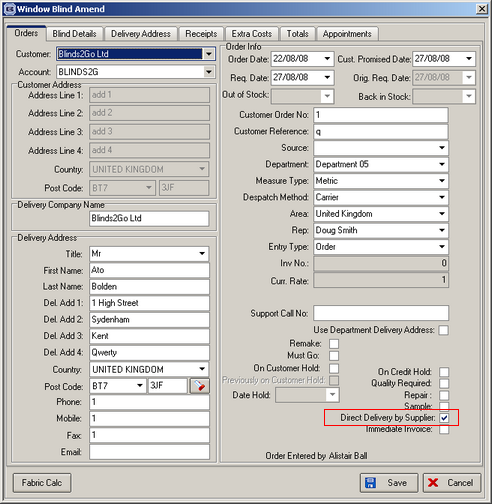 Window Blind Amend
Orders Blind Details Delivery Address Receipts Extra Costs Totals Appointments
Customer: Blinds2Go Ltd
Account: BLINDS2G
Customer Address
Address Line 1: add 1
Address Line 2: add 2
Address Line 3: add 3
Address Line 4: add 4
Country: UNITED KINGDOM
Post Code: BT7 3JF
Delivery Company Name
Blinds2Go Ltd
Delivery Address
Title: Mr
First Name: Ato
Last Name: Bolden
Del. Add 1: 1 High Street
Del. Add 2: Sydenham
Del. Add 3: Kent
Del. Add 4: Qwerty
Country: UNITED KINGDOM
Post Code: BT7 3JF
Phone: 1
Mobile: 1
Fax: 1
Email:
Order Info
Order Date: 22/08/08 Cust. Promised Date: 27/08/08
Req. Date: 27/08/08 Orig. Req. Date: 27/08/08
Out of Stock: Back in Stock:
Customer Order No: 1
Customer Reference: q
Source:
Department: Department 05
Measure Type: Metric
Despatch Method: Carrier
Area: United Kingdom
Rep: Doug Smith
Entry Type: Order
Inv No.: 0
Curr. Rate: 1
Support Call No:
Use Department Delivery Address:
Remake:
Must Go:
On Customer Hold:
Previously on Customer Hold:
Date Hold:
On Credit Hold:
Quality Required:
Repair :
Sample:
Direct Delivery by Supplier:
Immediate Invoice:
Order Entered by Alistair Ball
Fabric Calc Save Cancel